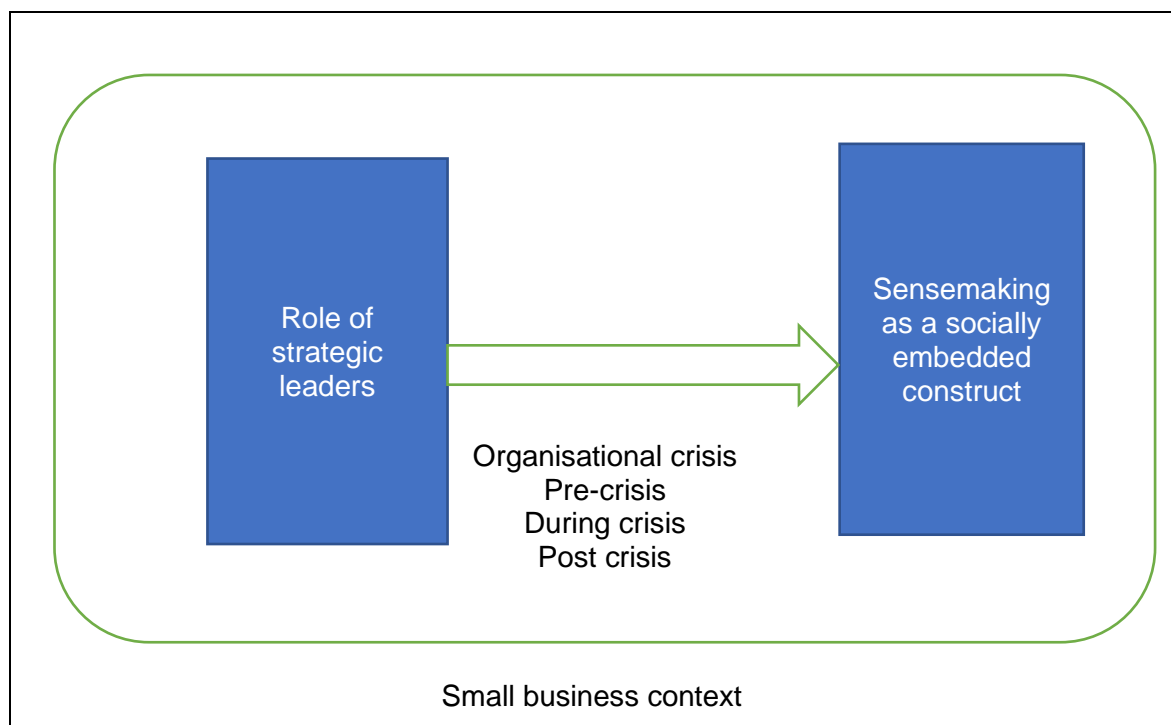 Role of
strategic
leaders
Sensemaking
as a socially
embedded
construct
Organisational crisis
Pre-crisis
During crisis
Post crisis
Small business context